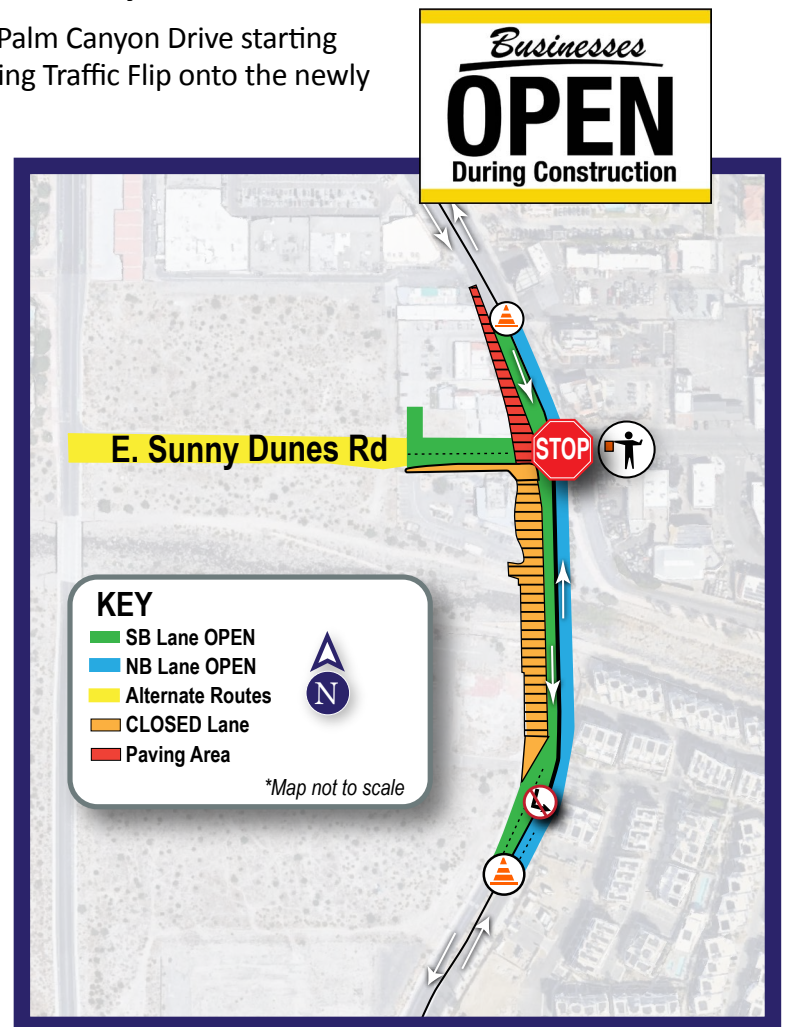 Palm Canyon Drive starting
ing Traffic Flip onto the newly
Businesses
OPEN
During Construction
STOP
E. Sunny Dunes Rd
KEY
SB Lane OPEN
NB Lane OPEN
Alternate Routes
CLOSED Lane
Paving Area
N
*Map not to scale